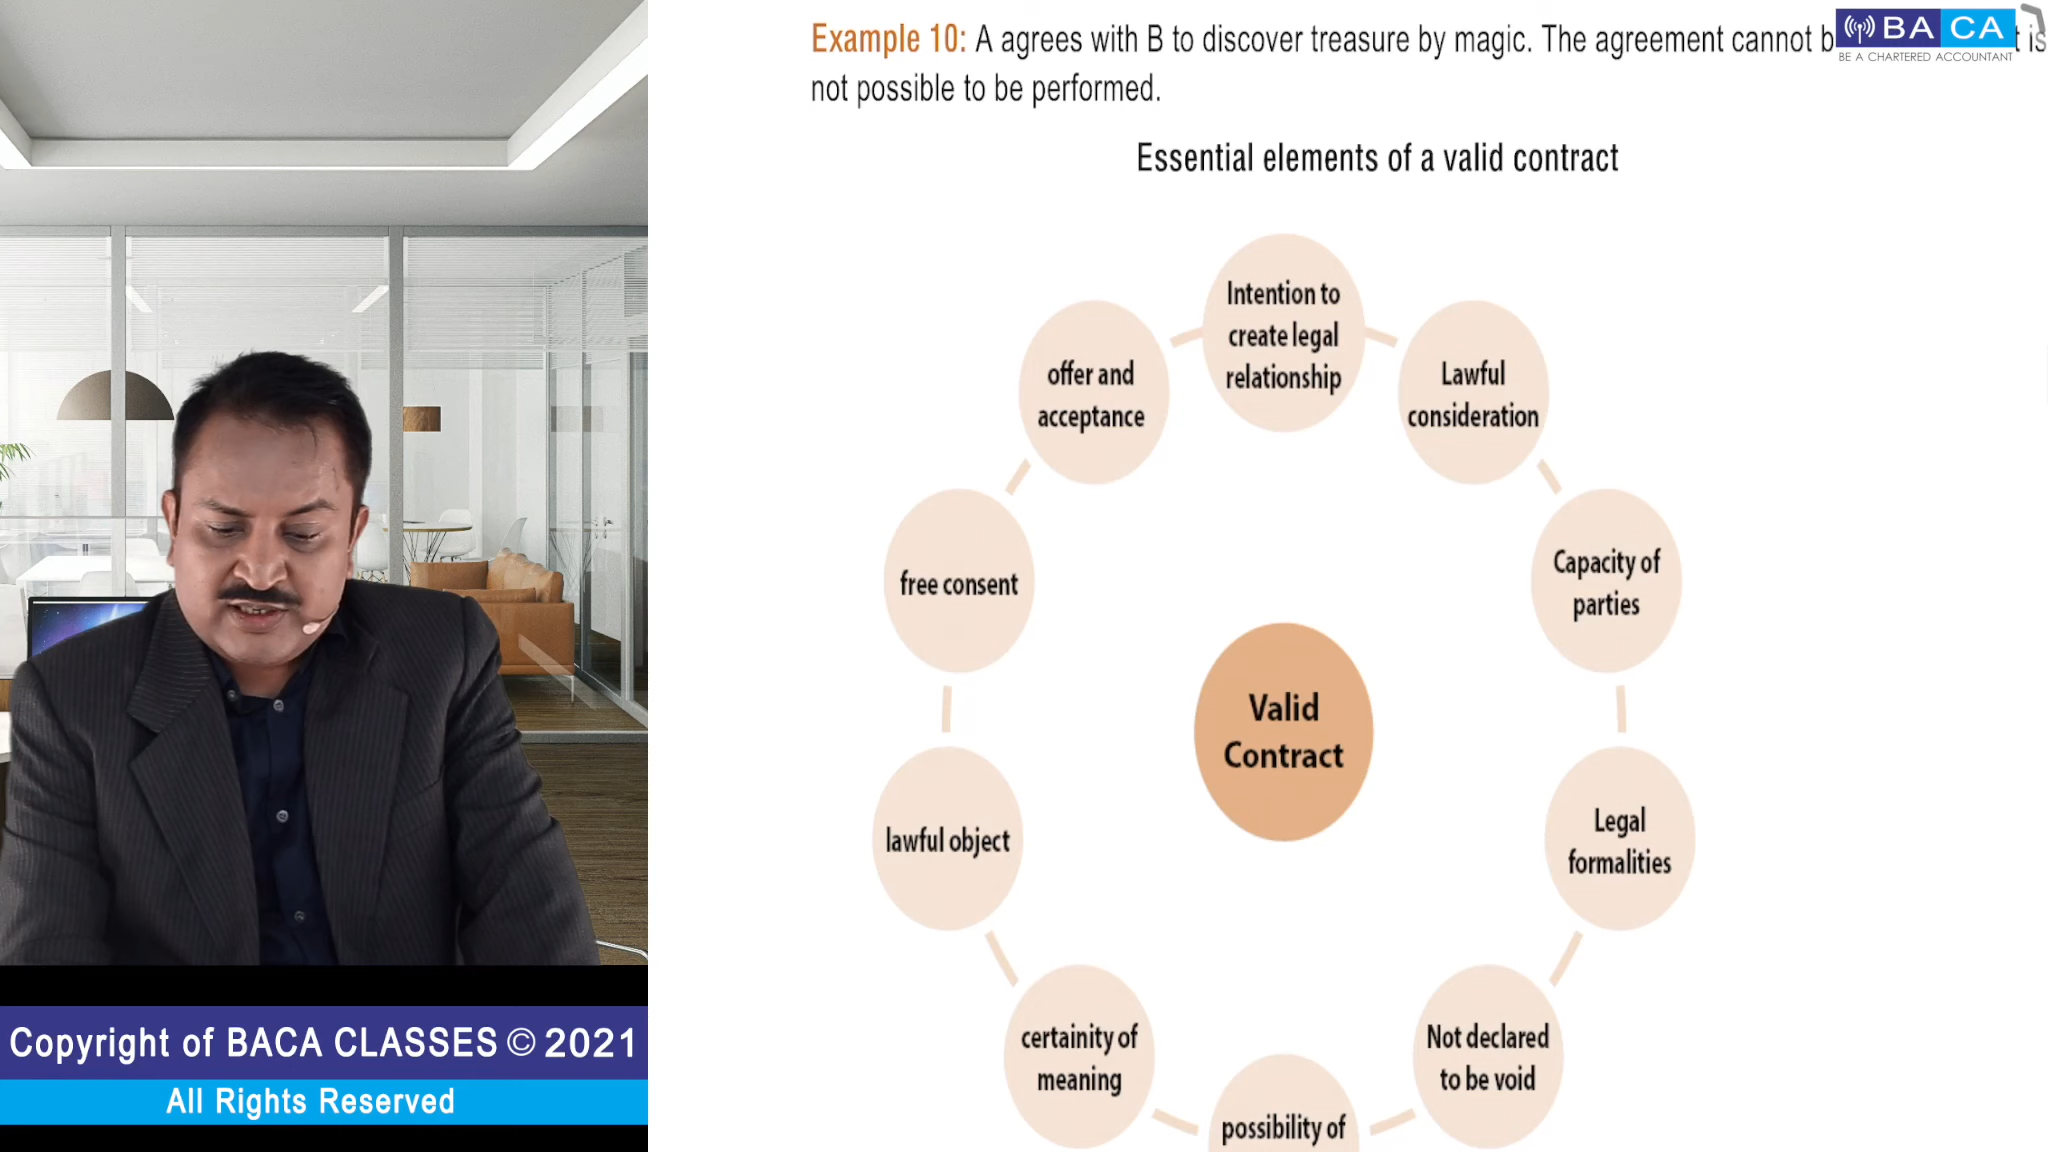 Example 10: A agrees with B to discover treasure by magic. The agreement cannot is
not possible to be performed.
BACA
BE A CHARTERED ACCOUNTANT
Essential elements of a valid contract
Intention to
create legal
relationship
offer and
acceptance
Lawful
consideration
free consent
Capacity of
parties
Valid
Contract
lawful object
Legal
formalities
certainity of
meaning
Not declared
to be void
possibility of
Copyright of BACA CLASSES © 2021
All Rights Reserved